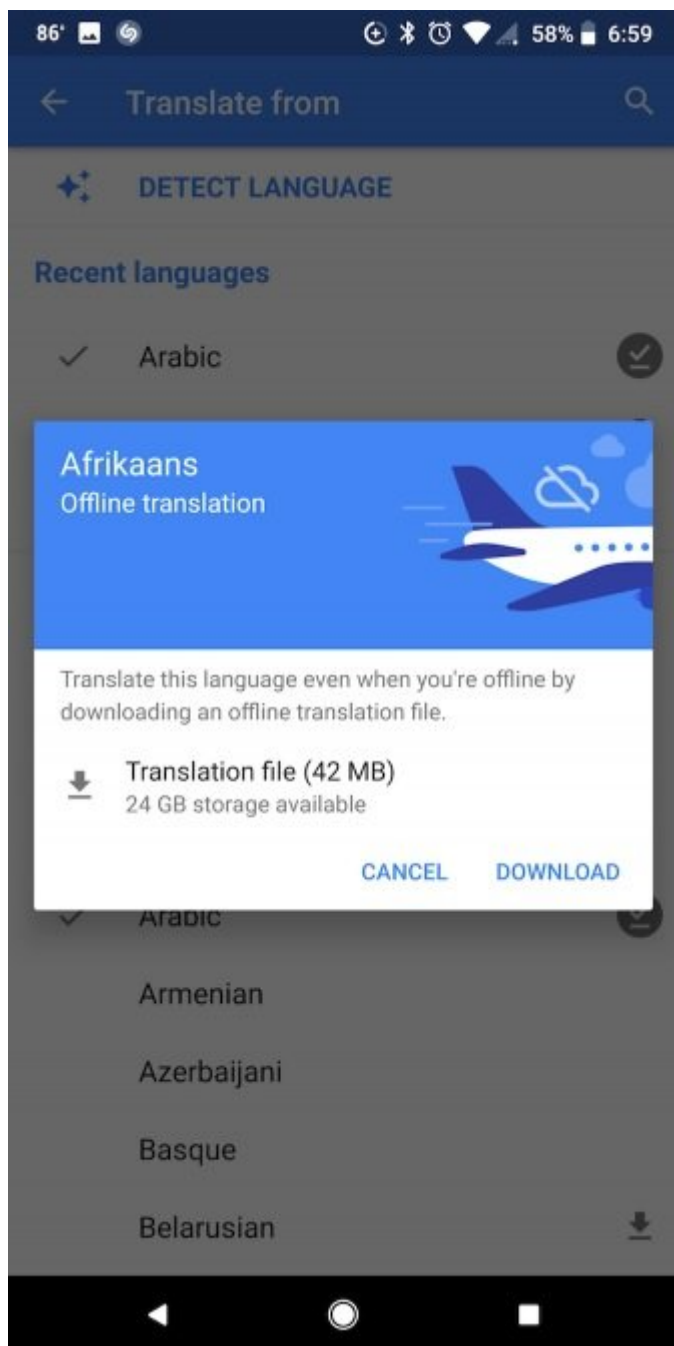 86°
58% 6:59
Translate from
DETECT LANGUAGE
Recent languages
Arabic
Afrikaans
Offline translation
Translate this language even when you're offline by
downloading an offline translation file.
Translation file (42 MB)
24 GB storage available
CANCEL DOWNLOAD
Arabic
Armenian
Azerbaijani
Basque
Belarusian